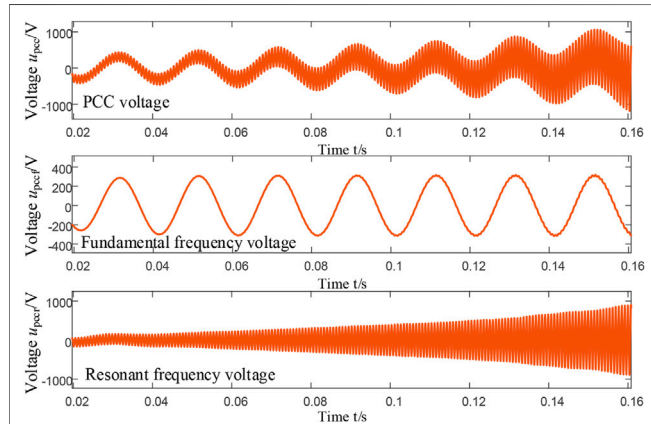 Voltage upcc/V
1000
0
-1000
PCC voltage
0.02 0.04 0.06 0.08 0.1 0.12 0.14 0.16
Time t/s
Voltage upccf/V
400
200
0
-200
-400
Fundamental frequency voltage
0.02 0.04 0.06 0.08 0.1 0.12 0.14 0.16
Time t/s
Voltage upccr/V
1000
0
-1000
Resonant frequency voltage
0.02 0.04 0.06 0.08 0.1 0.12 0.14 0.16
Time t/s